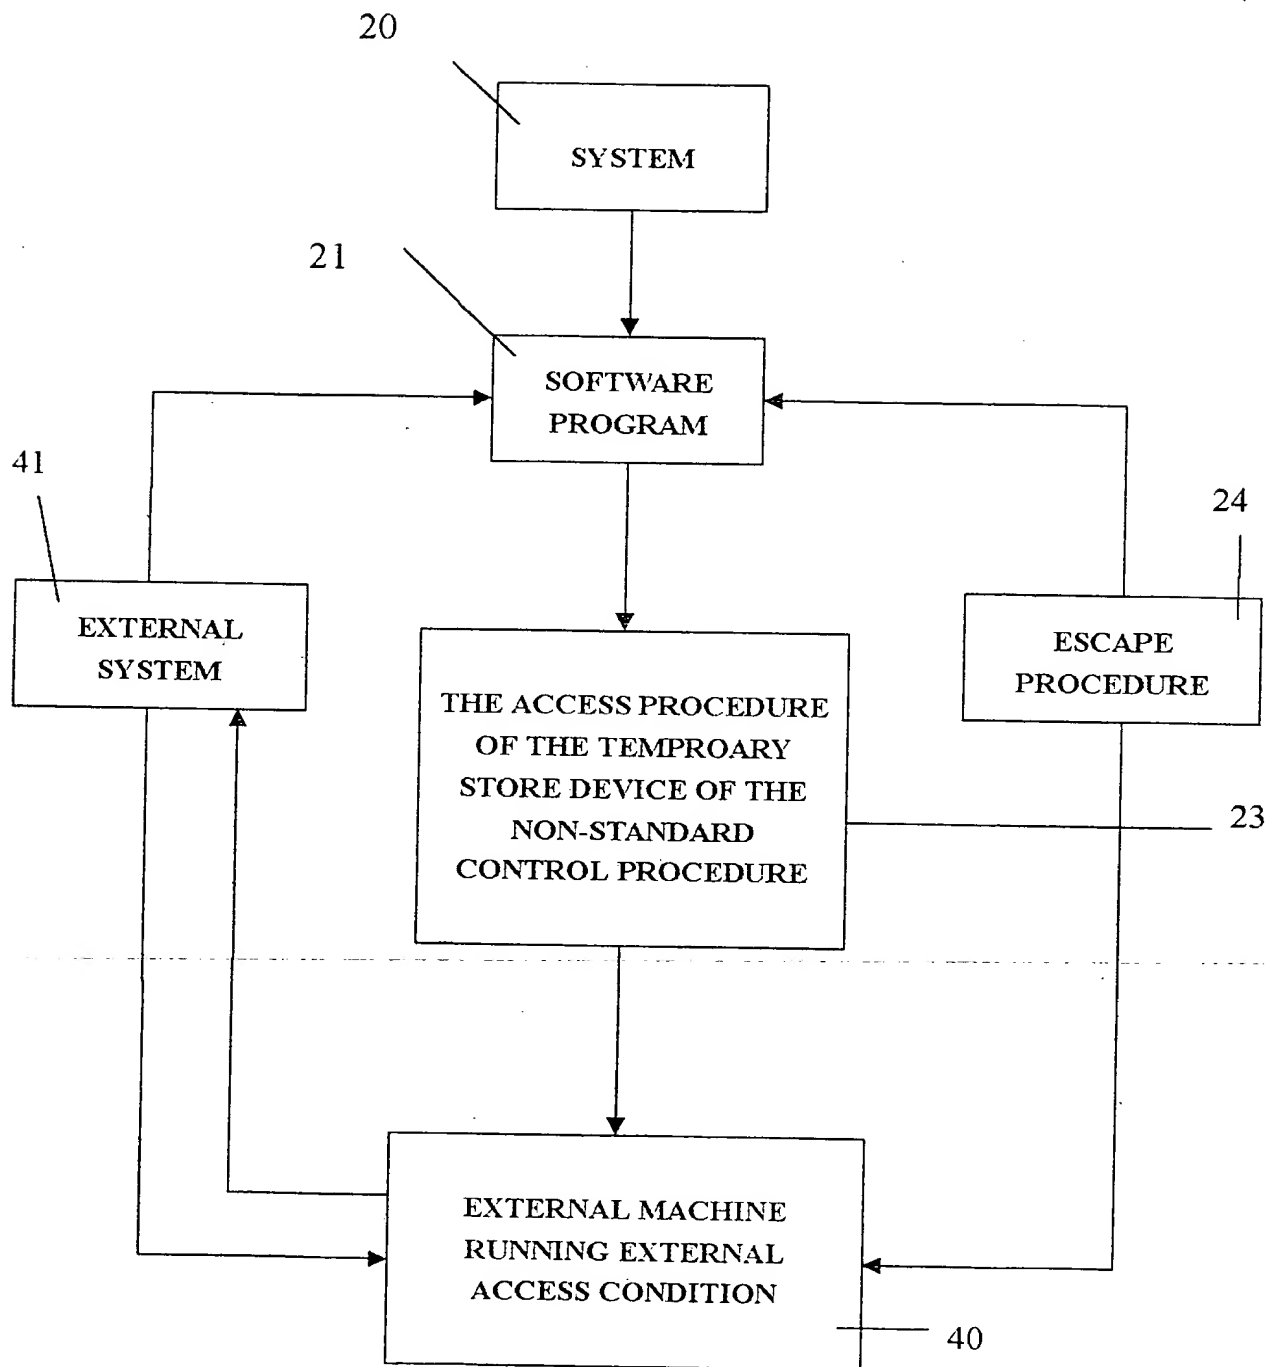 20
SYSTEM
21
SOFTWARE
PROGRAM
41
EXTERNAL
SYSTEM
24
ESCAPE
PROCEDURE
THE ACCESS PROCEDURE
OF THE TEMPROARY
STORE DEVICE OF THE
NON-STANDARD
CONTROL PROCEDURE
23
EXTERNAL MACHINE
RUNNING EXTERNAL
ACCESS CONDITION
40